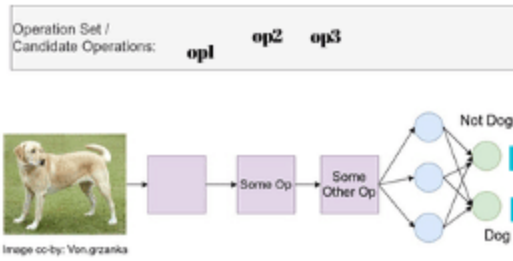 Operation Set /
Candidate Operations:
op1
op2
op3
Not Dog
Some Op
Some
Other Op
Dog
Image cc-by: Von.grzanka